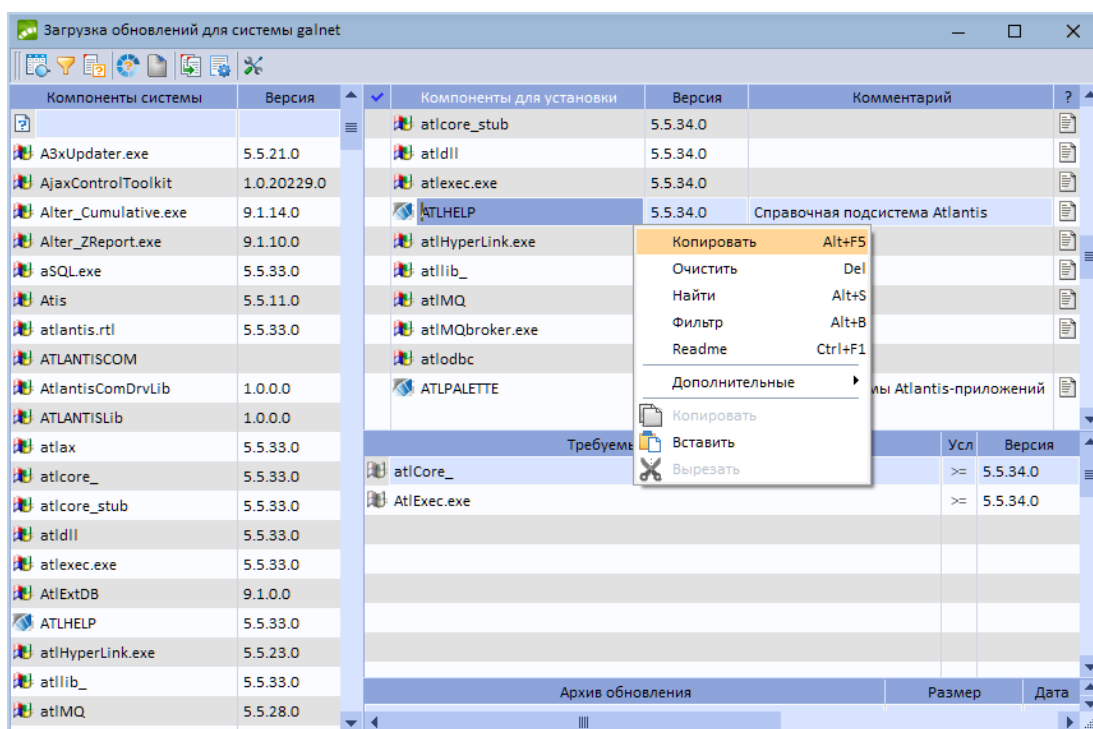 Загрузка обновлений для системы galnet
Компоненты системы Версия
A3xUpdater.exe 5.5.21.0
AjaxControlToolkit 1.0.20229.0
Alter_Cumulative.exe 9.1.14.0
Alter_ZReport.exe 9.1.10.0
aSQL.exe 5.5.33.0
Atis 5.5.11.0
atlantis.rtl 5.5.33.0
ATLANTISCOM
AtlantisComDrvLib 1.0.0.0
ATLANTISLib 1.0.0.0
atlax 5.5.33.0
atlcore_ 5.5.33.0
atlcore_stub 5.5.33.0
atldll 5.5.33.0
atlexec.exe 5.5.33.0
AtlExtDB 9.1.0.0
ATLHELP 5.5.33.0
atlHyperLink.exe 5.5.23.0
atllib_ 5.5.33.0
atlMQ 5.5.28.0
Компоненты для установки Версия Комментарий ?
atlcore_stub 5.5.34.0
atldll 5.5.34.0
atlexec.exe 5.5.34.0
ATLHELP 5.5.34.0 Справочная подсистема Atlantis
atlHyperLink.exe
atllib_
atlMQ
atlMQbroker.exe
atlodbc
ATLPALETTE мы Atlantis-приложений
Копировать Alt+F5
Очистить Del
Найти Alt+S
Фильтр Alt+B
Readme Ctrl+F1
Дополнительные
Копировать
Вставить
Вырезать
Требуемы Усл Версия
atlCore_ >= 5.5.34.0
AtlExec.exe >= 5.5.34.0
Архив обновления Размер Дата